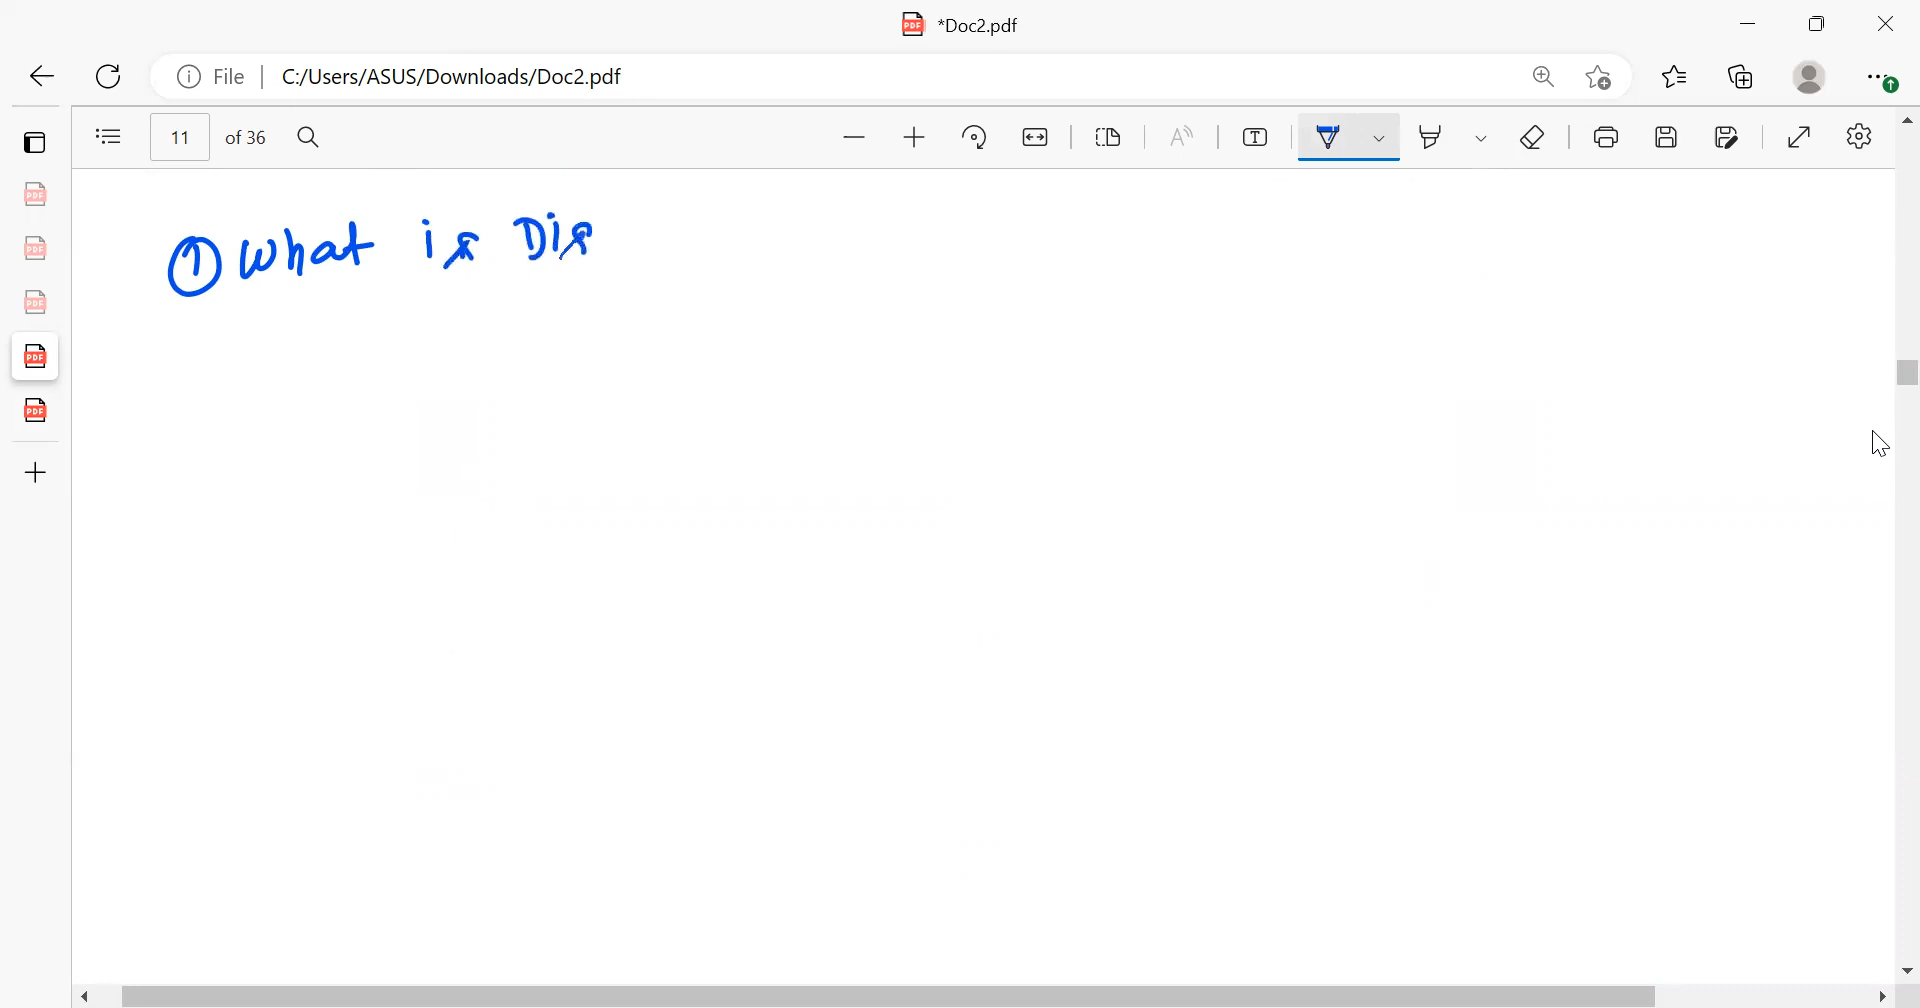 *Doc2.pdf
File | C:/Users/ASUS/Downloads/Doc2.pdf
11 of 36
① What is Dis